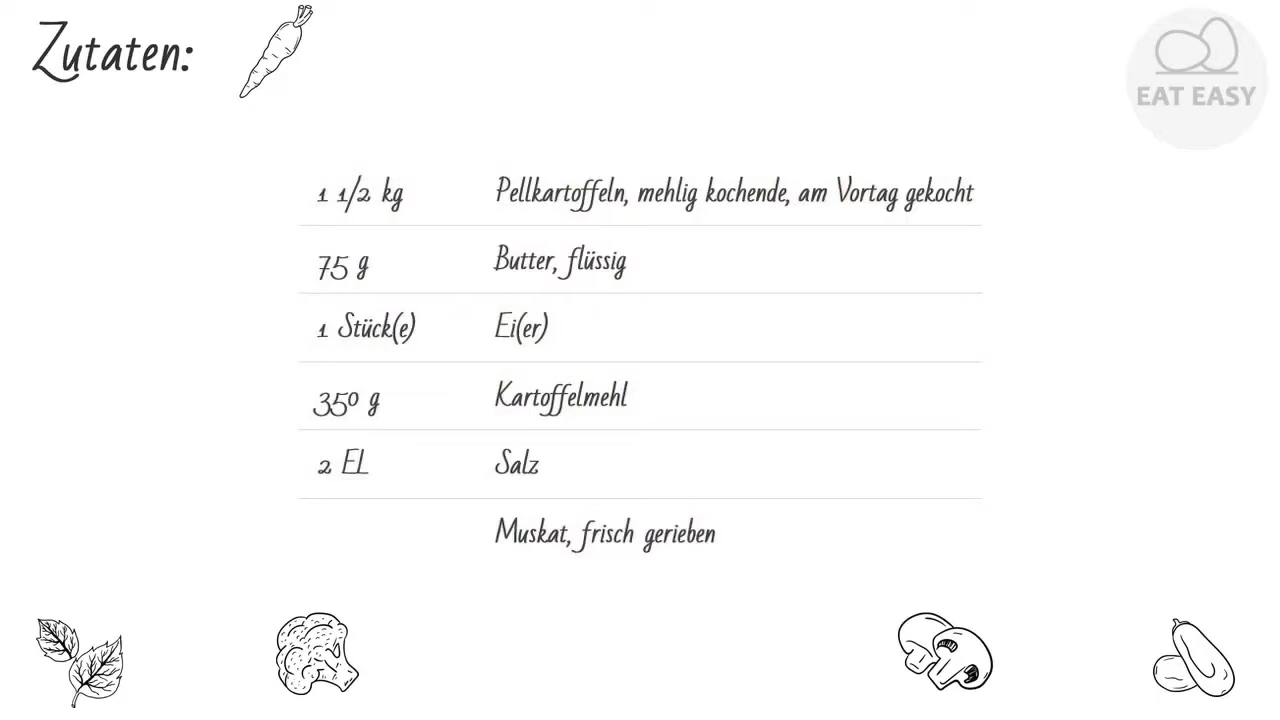 Zutaten:
EAT EASY
1 1/2 kg Pellkartoffeln, mehlig kochende, am Vortag gekocht
75 g Butter, flüssig
1 Stück(e) Ei(er)
350 g Kartoffelmehl
2 EL Salz
Muskat, frisch gerieben